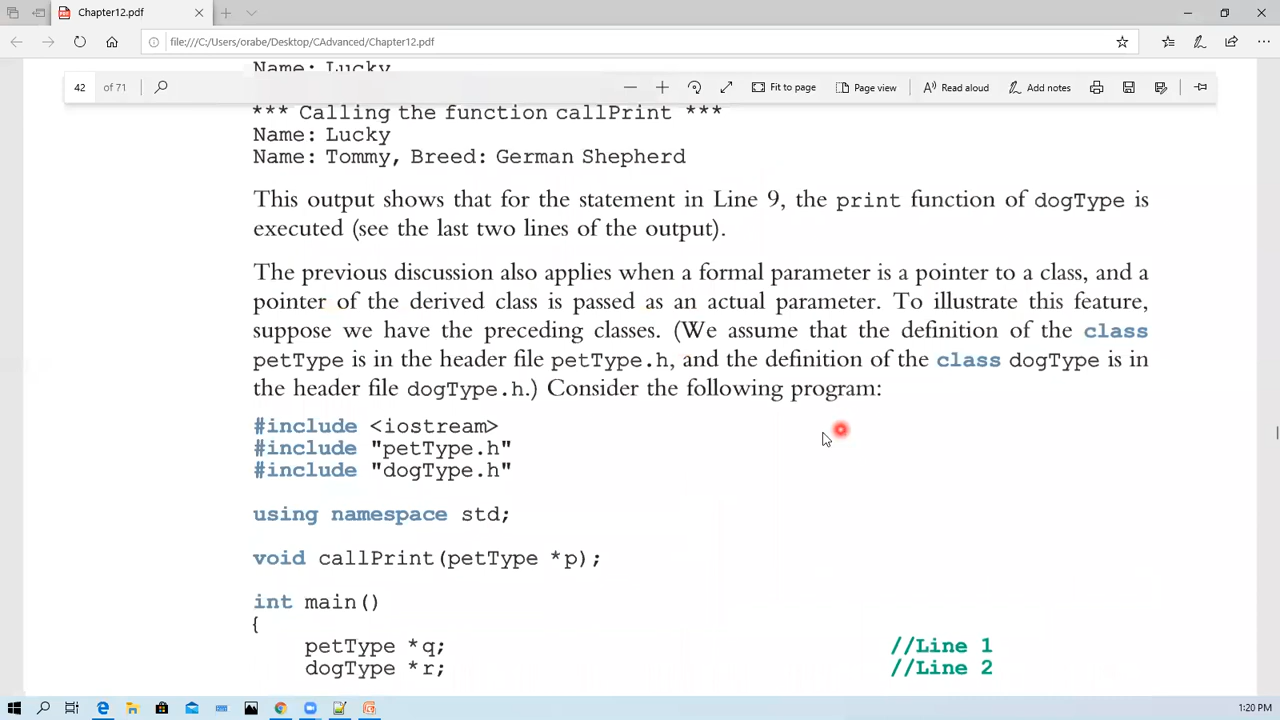 Chapter12.pdf
file:///C:/Users/orabe/Desktop/CAdvanced/Chapter12.pdf
Name: Lucky
42 of 71 Fit to page Page view Read aloud Add notes
*** Calling the function callPrint ***
Name: Lucky
Name: Tommy, Breed: German Shepherd
This output shows that for the statement in Line 9, the print function of dogType is
executed (see the last two lines of the output).
The previous discussion also applies when a formal parameter is a pointer to a class, and a
pointer of the derived class is passed as an actual parameter. To illustrate this feature,
suppose we have the preceding classes. (We assume that the definition of the class
petType is in the header file petType.h, and the definition of the class dogType is in
the header file dogType.h.) Consider the following program:
#include <iostream>
#include "petType.h"
#include "dogType.h"
using namespace std;
void callPrint(petType *p);
int main()
{
petType *q; //Line 1
dogType *r; //Line 2
1:20 PM